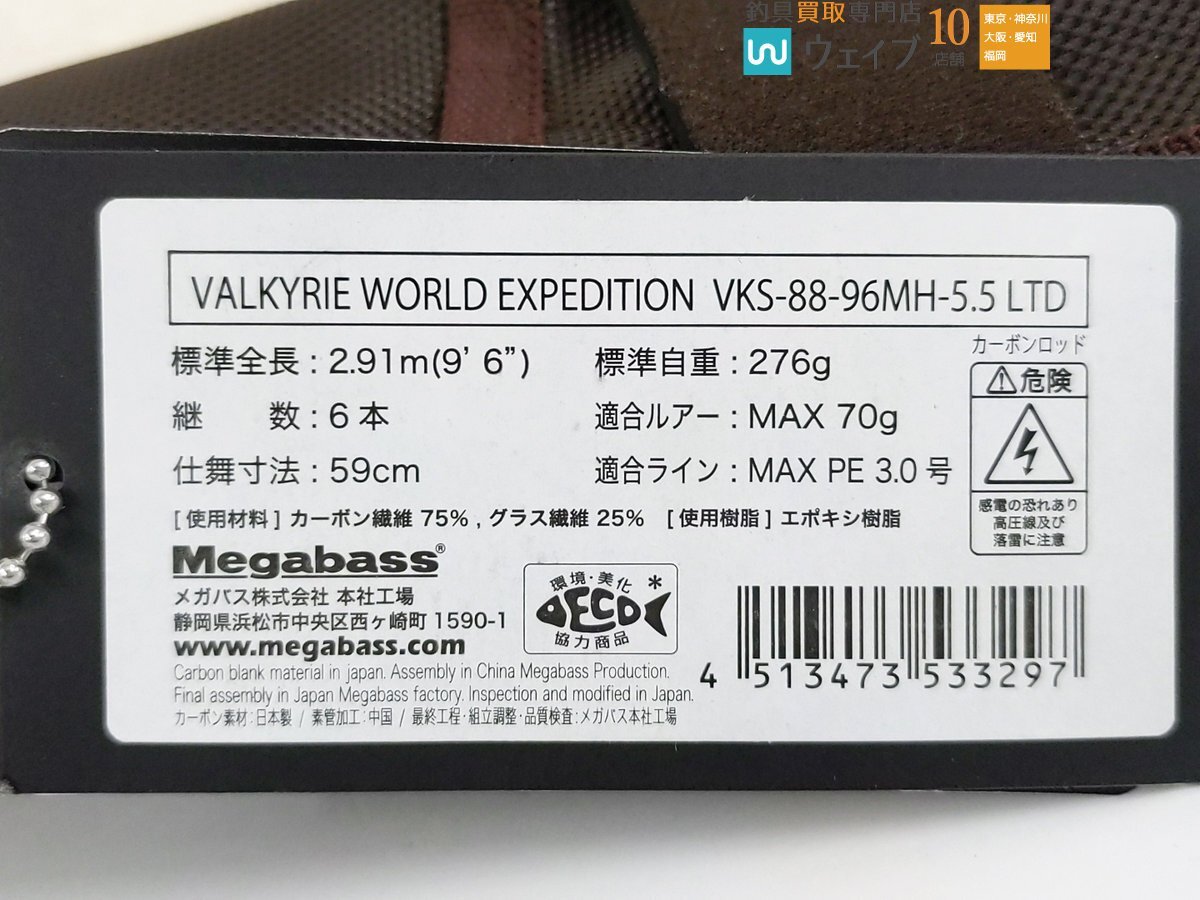 釣具買取専門店
ウェイブ
10
店舗
東京・神奈川
大阪・愛知
福岡
VALKYRIE WORLD EXPEDITION VKS-88-96MH-5.5 LTD
標準全長 : 2.91m(9’ 6”) 標準自重 : 276g
継 数 : 6 本 適合ルアー : MAX 70g
仕舞寸法 : 59cm 適合ライン : MAX PE 3.0 号
[ 使用材料 ] カーボン繊維 75% , グラス繊維 25% [ 使用樹脂 ] エポキシ樹脂
カーボンロッド
⚠危険
感電の恐れあり
高圧線及び
落雷に注意
Megabass®
メガバス株式会社 本社工場
静岡県浜松市中央区西ヶ崎町 1590-1
www.megabass.com
環境・美化*
ECO
協力商品
Carbon blank material in japan. Assembly in China Megabass Production.
Final assembly in Japan Megabass factory. Inspection and modified in Japan.
カーボン素材:日本製 / 素管加工:中国 / 最終工程・組立調整・品質検査:メガバス本社工場
4 513473 533297